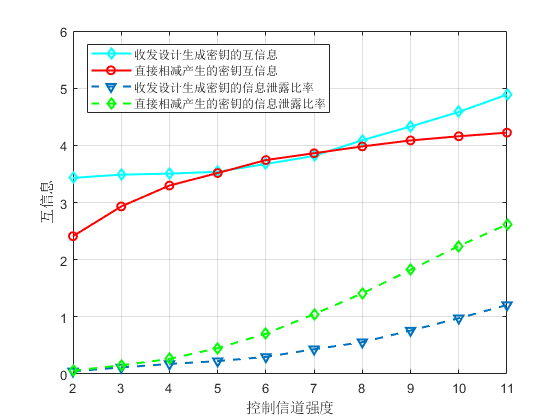 6
5
4
3
2
1
0
互信息
收发设计生成密钥的互信息
直接相减产生的密钥互信息
收发设计生成密钥的信息泄露比率
直接相减产生的密钥的信息泄露比率
2 3 4 5 6 7 8 9 10 11
控制信道强度